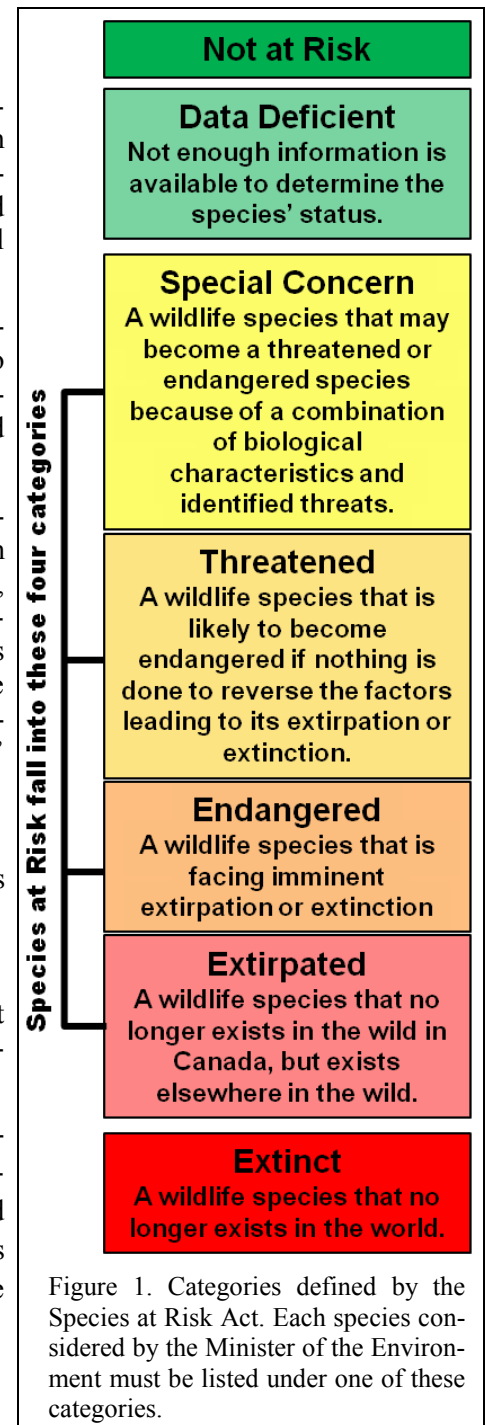 Not at Risk
Data Deficient
Not enough information is
available to determine the
species' status.
Special Concern
A wildlife species that may
become a threatened or
endangered species
because of a combination
of biological
characteristics and
identified threats.
Threatened
A wildlife species that is
likely to become
endangered if nothing is
done to reverse the factors
leading to its extirpation or
extinction.
Endangered
A wildlife species that is
facing imminent
extirpation or extinction
Extirpated
A wildlife species that no
longer exists in the wild in
Canada, but exists
elsewhere in the wild.
Species at Risk fall into these four categories
Extinct
A wildlife species that no
longer exists in the world.
Figure 1. Categories defined by the
Species at Risk Act. Each species con-
sidered by the Minister of the Environ-
ment must be listed under one of these
categories.